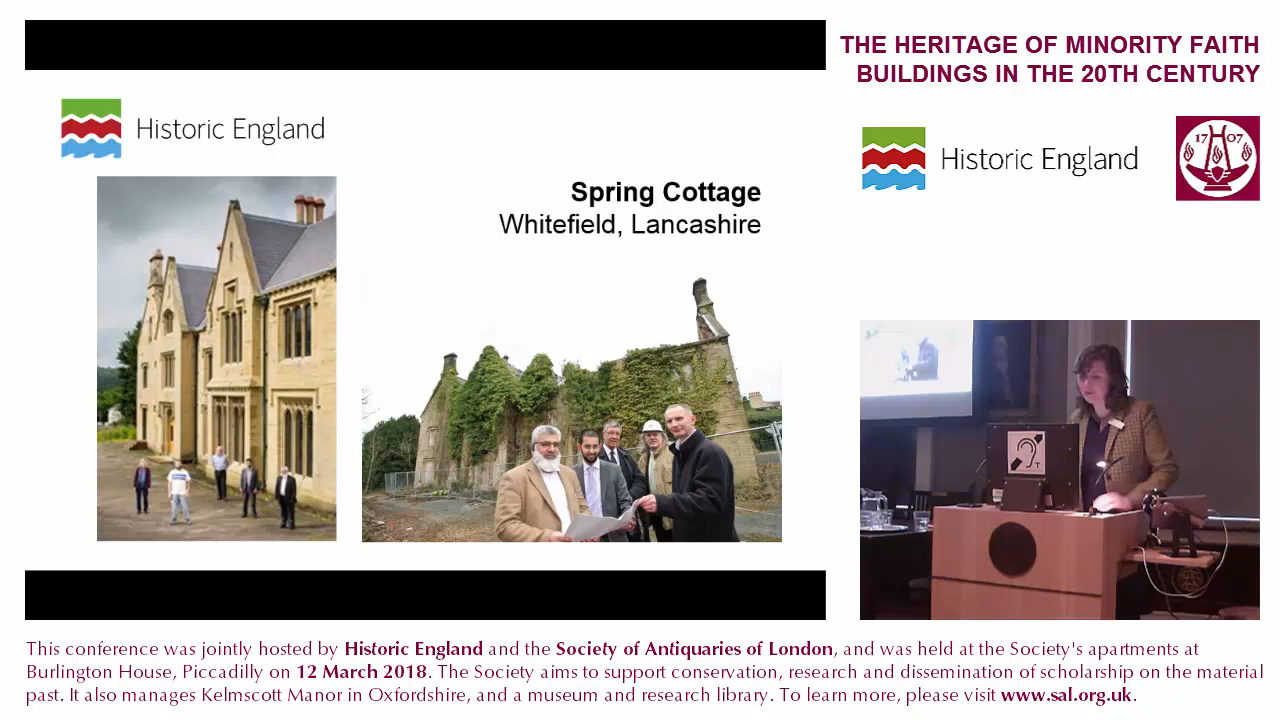 THE HERITAGE OF MINORITY FAITH
BUILDINGS IN THE 20TH CENTURY
Historic England
Spring Cottage
Whitefield, Lancashire
Historic England
17 07
T
This conference was jointly hosted by Historic England and the Society of Antiquaries of London, and was held at the Society's apartments at
Burlington House, Piccadilly on 12 March 2018. The Society aims to support conservation, research and dissemination of scholarship on the material
past. It also manages Kelmscott Manor in Oxfordshire, and a museum and research library. To learn more, please visit www.sal.org.uk.